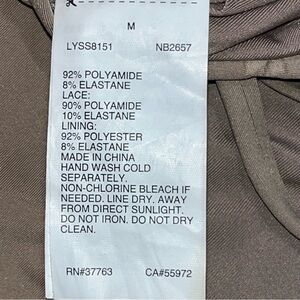 M
LYSS8151 NB2657
92% POLYAMIDE
8% ELASTANE
LACE:
90% POLYAMIDE
10% ELASTANE
LINING:
92% POLYESTER
8% ELASTANE
MADE IN CHINA
HAND WASH COLD
SEPARATELY.
NON-CHLORINE BLEACH IF
NEEDED. LINE DRY. AWAY
FROM DIRECT SUNLIGHT.
DO NOT IRON. DO NOT DRY
CLEAN.
RN#37763 CA#55972